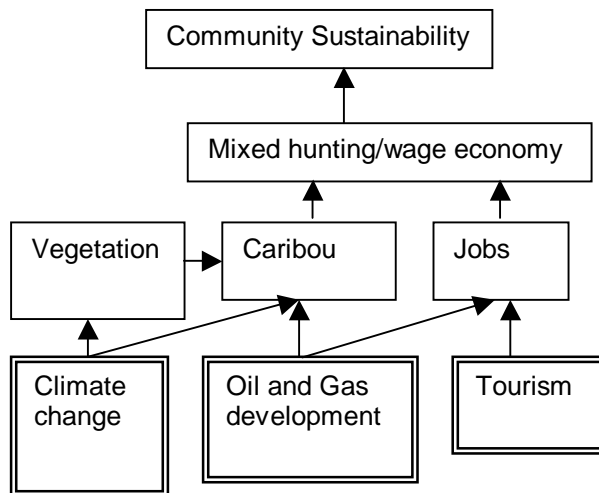 Community Sustainability
Mixed hunting/wage economy
Vegetation
Caribou
Jobs
Climate
change
Oil and Gas
development
Tourism